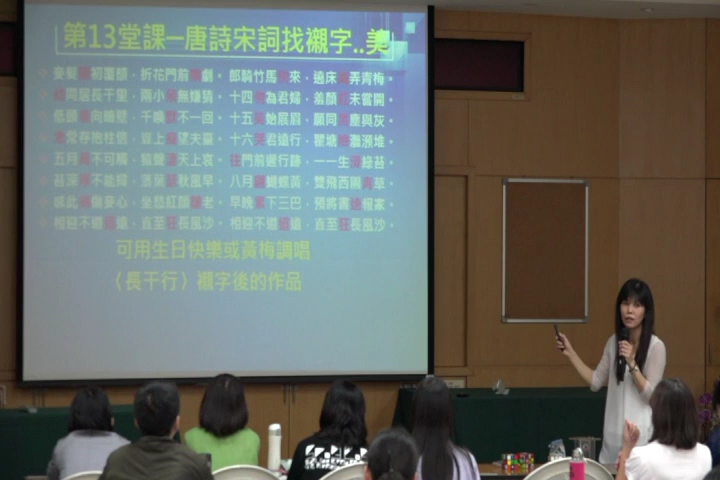 第13堂課—唐詩宋詞找襯字..美
妾髮初覆額，折花門前劇。郎騎竹馬來，遶床弄青梅。
同居長干里，兩小無嫌猜。十四為君婦，羞顏未嘗開。
低頭向暗壁，千喚不一回。十五始展眉，願同塵與灰。
常存抱柱信，豈上望夫臺。十六君遠行，瞿塘灩澦堆。
五月不可觸，猿聲天上哀。門前遲行跡，一一生綠苔。
苔深不能掃，落葉秋風早。八月蝴蝶黃，雙飛西園草。
感此傷妾心，坐愁紅顏老。早晚下三巴，預將書報家。
相迎不道遠，直至長風沙。相迎不道遠，直至長風沙。
可用生日快樂或黃梅調唱
〈長干行〉襯字後的作品